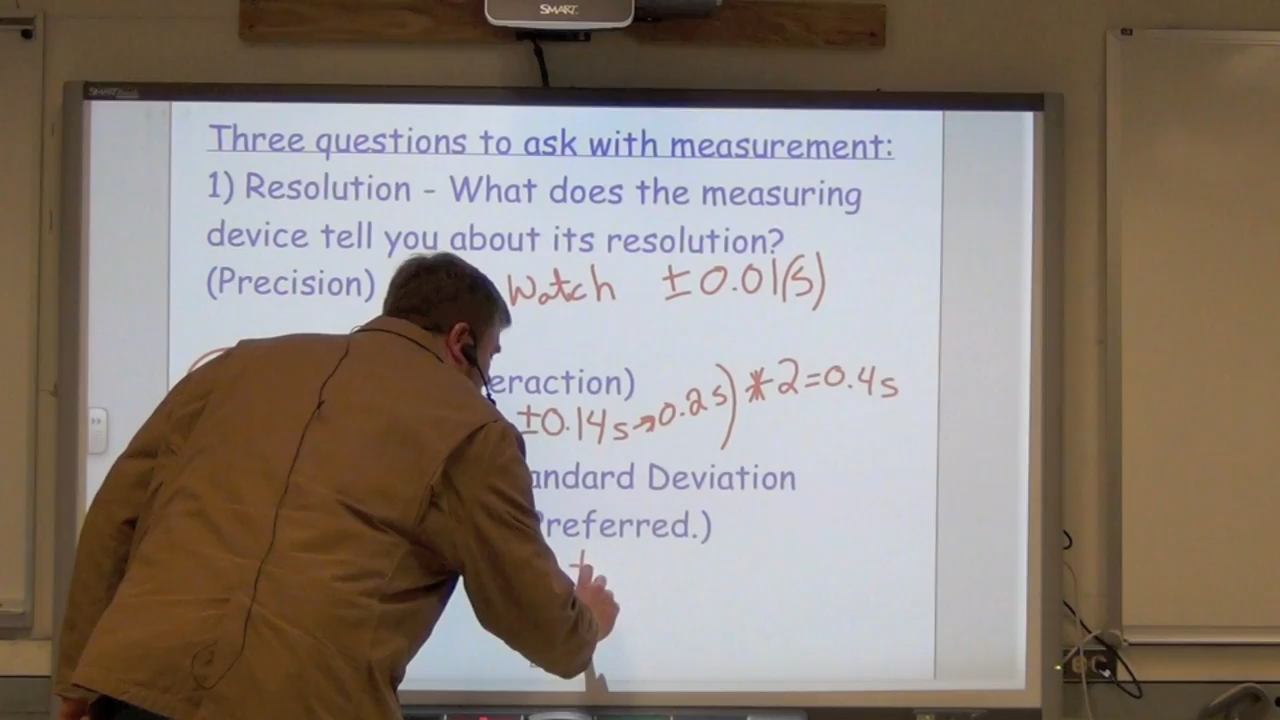 SMART
Three questions to ask with measurement:
1) Resolution - What does the measuring
device tell you about its resolution?
(Precision) Watch ±0.01(s)
eraction)
±0.14s→0.2s) * 2=0.4s
andard Deviation
Preferred.)
+